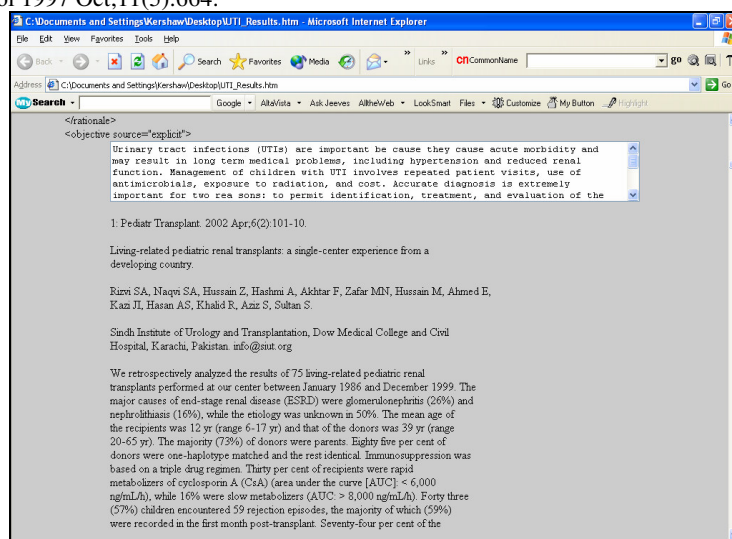 or 1997 Oct;11(5):664.
C:\Documents and Settings\Kershaw\Desktop\UTI_Results.htm - Microsoft Internet Explorer
File Edit View Favorites Tools Help
Back Search Favorites Media » Links » CommonName go
Address C:\Documents and Settings\Kershaw\Desktop\UTI_Results.htm Go
Search Google AltaVista Ask Jeeves AlltheWeb LookSmart Files Customize My Button Highlight
</rationale>
<objective source="explicit">
Urinary tract infections (UTIs) are important be cause they cause acute morbidity and
may result in long term medical problems, including hypertension and reduced renal
function. Management of children with UTI involves repeated patient visits, use of
antimicrobials, exposure to radiation, and cost. Accurate diagnosis is extremely
important for two rea sons: to permit identification, treatment, and evaluation of the
1: Pediatr Transplant. 2002 Apr;6(2):101-10.
Living-related pediatric renal transplants: a single-center experience from a
developing country.
Rizvi SA, Naqvi SA, Hussain Z, Hashmi A, Akhtar F, Zafar MN, Hussain M, Ahmed E,
Kazi JI, Hasan AS, Khalid R, Aziz S, Sultan S.
Sindh Institute of Urology and Transplantation, Dow Medical College and Civil
Hospital, Karachi, Pakistan. info@siut.org
We retrospectively analyzed the results of 75 living-related pediatric renal
transplants performed at our center between January 1986 and December 1999. The
major causes of end-stage renal disease (ESRD) were glomerulonephritis (26%) and
nephrolithiasis (16%), while the etiology was unknown in 50%. The mean age of
the recipients was 12 yr (range 6-17 yr) and that of the donors was 39 yr (range
20-65 yr). The majority (73%) of donors were parents. Eighty five per cent of
donors were one-haplotype matched and the rest identical. Immunosuppression was
based on a triple drug regimen. Thirty per cent of recipients were rapid
metabolizers of cyclosporin A (CsA) (area under the curve [AUC]: < 6,000
ng/mL/h), while 16% were slow metabolizers (AUC: > 8,000 ng/mL/h). Forty three
(57%) children encountered 59 rejection episodes, the majority of which (59%)
were recorded in the first month post-transplant. Seventy-four per cent of the